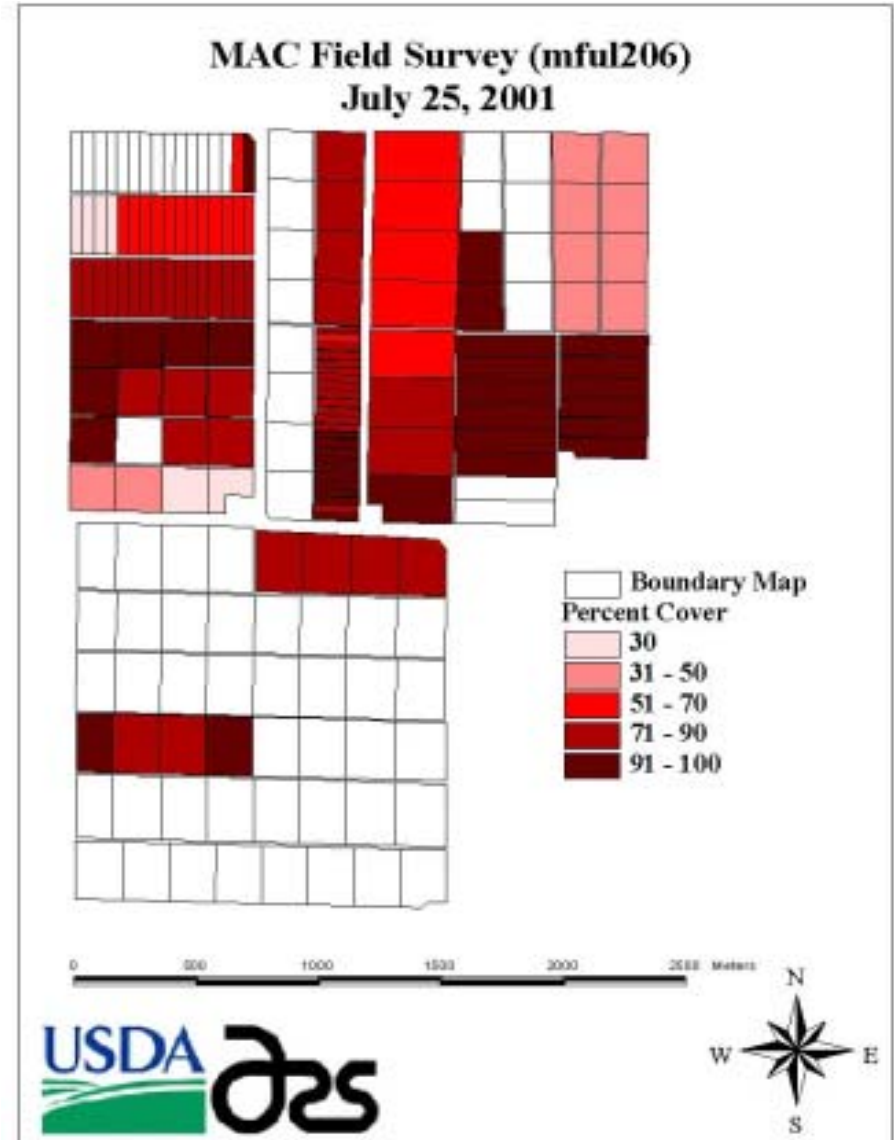 MAC Field Survey (mful206)
July 25, 2001
Boundary Map
Percent Cover
30
31 - 50
51 - 70
71 - 90
91 - 100
0 500 1000 1500 2000 2500 Meters
N
W E
S
USDA ars